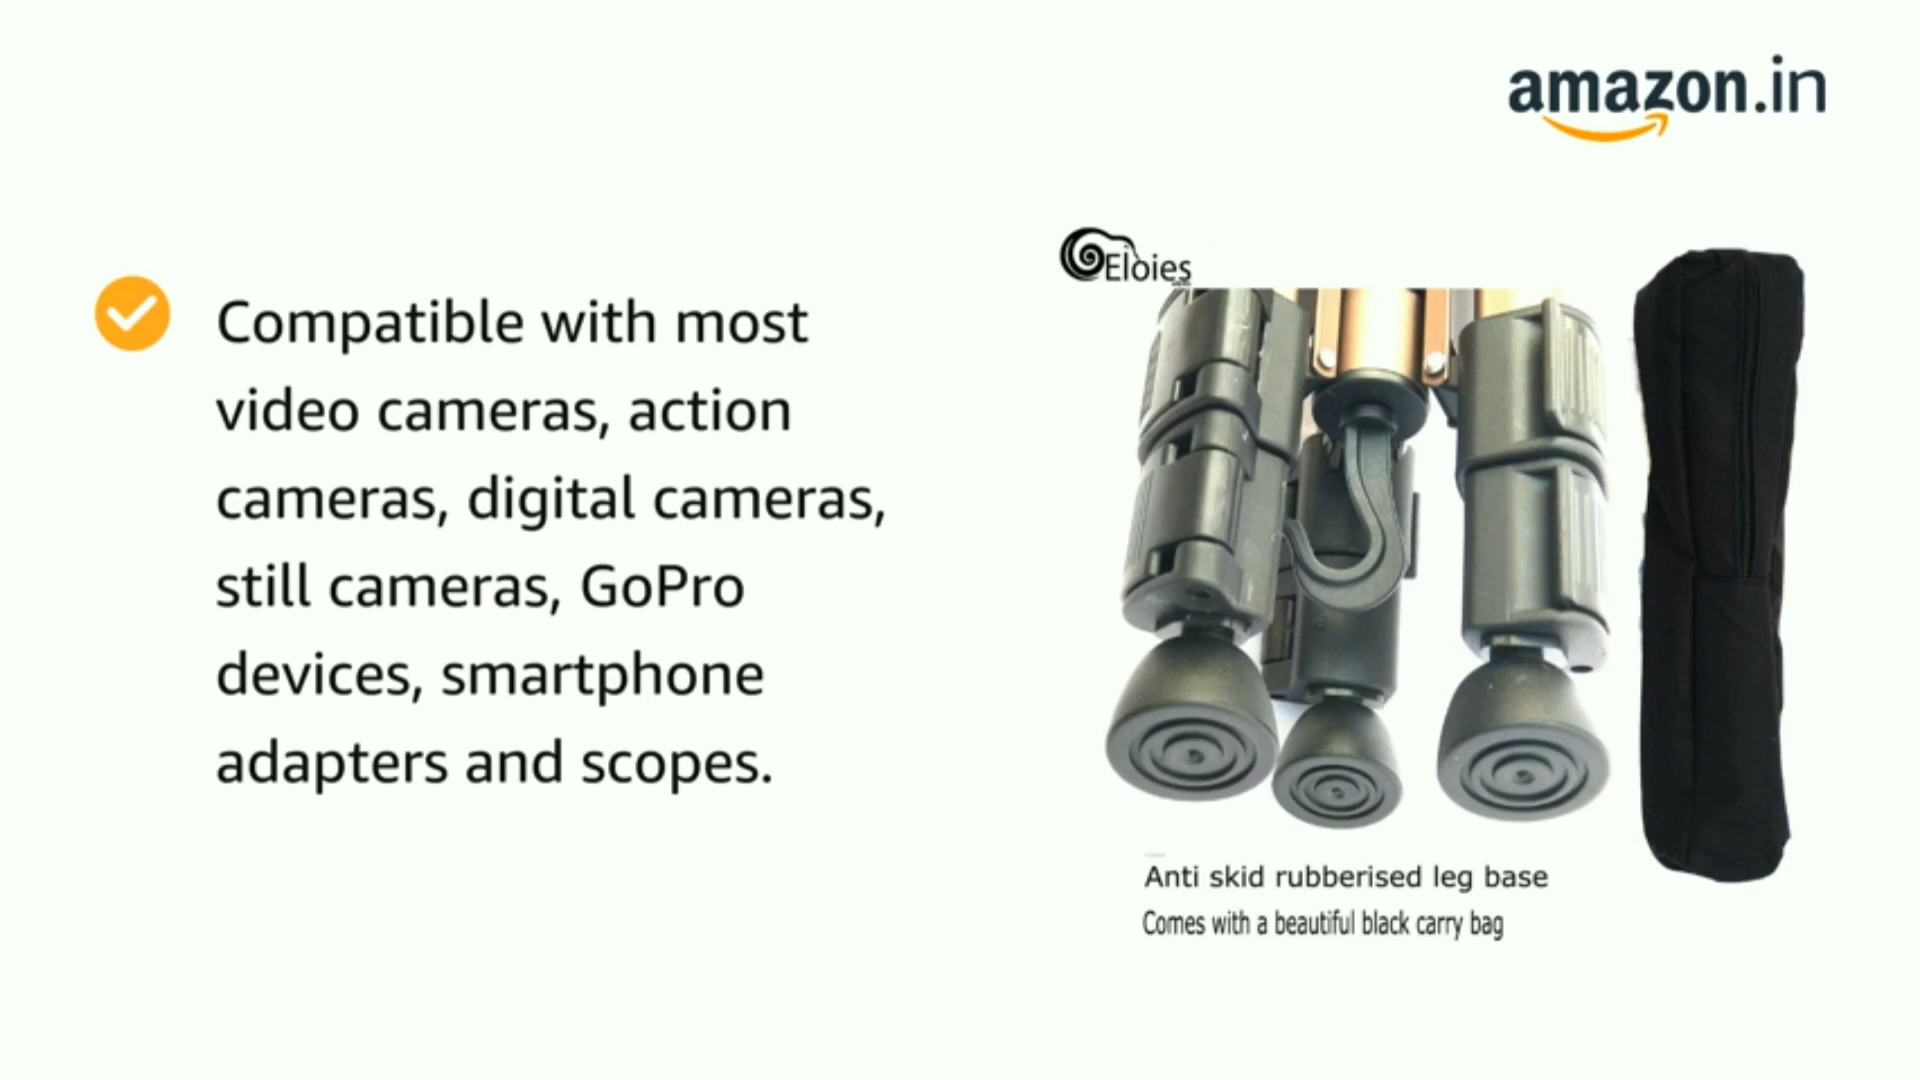 amazon.in
Eloies
Compatible with most
video cameras, action
cameras, digital cameras,
still cameras, GoPro
devices, smartphone
adapters and scopes.
Anti skid rubberised leg base
Comes with a beautiful black carry bag